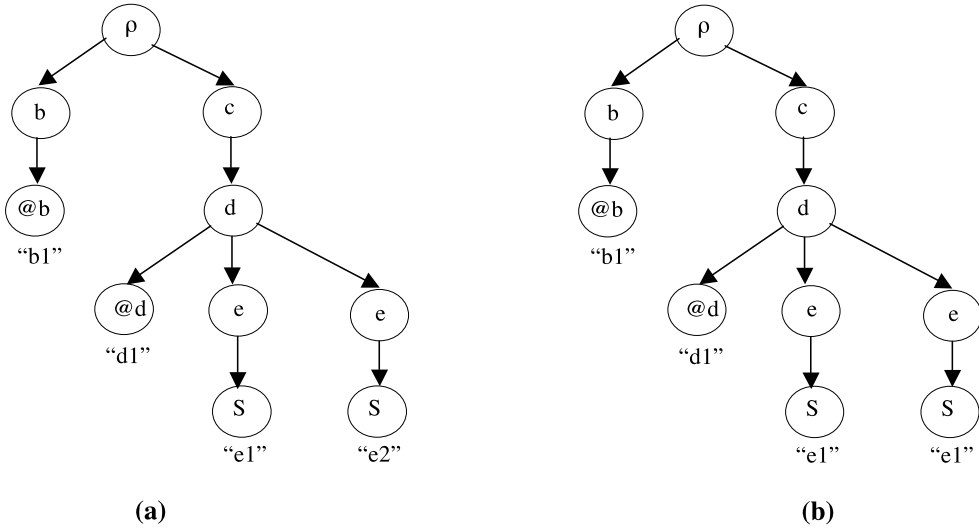 ρ ρ
b c b c
@b d @b d
“b1” “b1”
@d e e @d e e
“d1” “d1”
S S S S
“e1” “e2” “e1” “e1”
(a) (b)